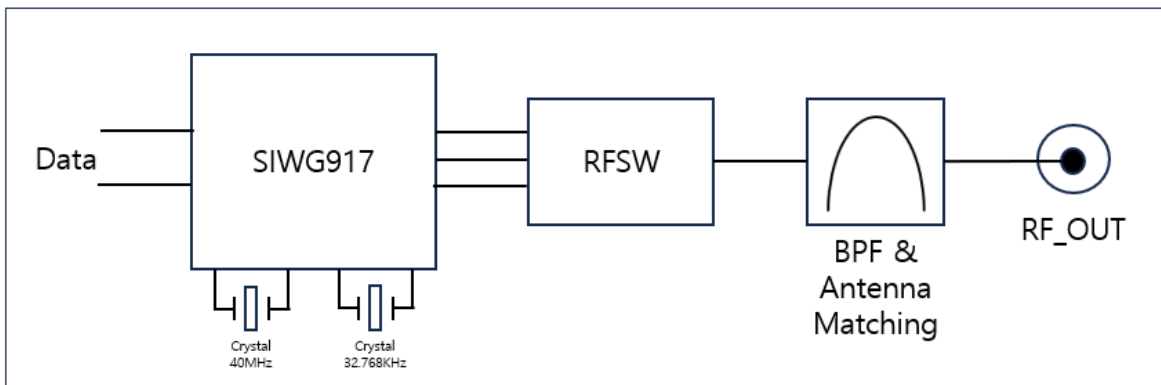 Data
SIWG917
RFSW
RF_OUT
BPF &
Antenna
Matching
Crystal
40MHz
Crystal
32.768KHz